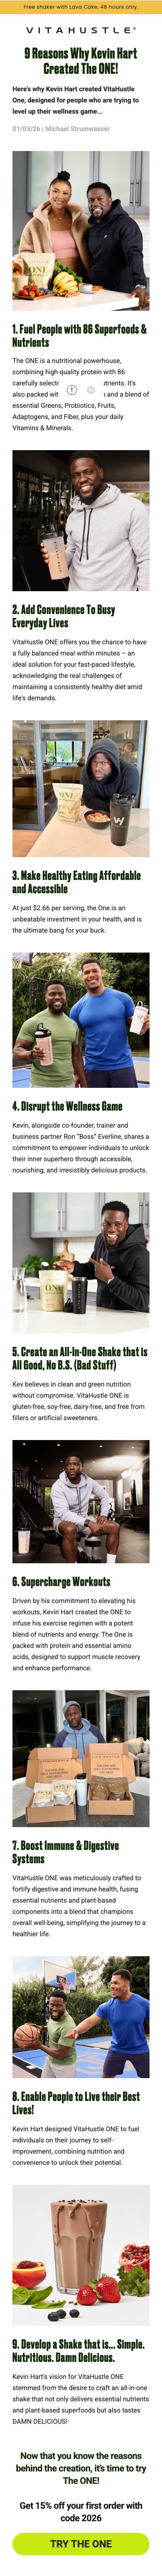 Free shaker with Lava Cake. 48 hours only.
VITAHUSTLE
9 Reasons Why Kevin Hart
Created The ONE!
Here's why Kevin Hart created VitaHustle
One, designed for people who are trying to
level up their wellness game...
01/03/26 | Michael Strumwasser
ONE
1. Fuel People with 86 Superfoods &
Nutrients
The ONE is a nutritional powerhouse,
combining high-quality protein with 86
carefully select trients. It's
also packed wit and a blend of
essential Greens, Probiotics, Fruits,
Adaptogens, and Fiber, plus your daily
Vitamins & Minerals.
2. Add Convenience To Busy
Everyday Lives
VitaHustle ONE offers you the chance to have
a fully balanced meal within minutes – an
ideal solution for your fast-paced lifestyle,
acknowledging the real challenges of
maintaining a consistently healthy diet amid
life's demands.
ONE
3. Make Healthy Eating Affordable
and Accessible
At just $2.66 per serving, the One is an
unbeatable investment in your health, and is
the ultimate bang for your buck.
4. Disrupt the Wellness Game
Kevin, alongside co-founder, trainer and
business partner Ron “Boss” Everline, shares a
commitment to empower individuals to unlock
their inner superhero through accessible,
nourishing, and irresistibly delicious products.
ONE
5. Create an All-In-One Shake that is
All Good, No B.S. (Bad Stuff)
Kev believes in clean and green nutrition
without compromise. VitaHustle ONE is
gluten-free, soy-free, dairy-free, and free from
fillers or artificial sweeteners.
6. Supercharge Workouts
Driven by his commitment to elevating his
workouts, Kevin Hart created the ONE to
infuse his exercise regimen with a potent
blend of nutrients and energy. The One is
packed with protein and essential amino
acids, designed to support muscle recovery
and enhance performance.
7. Boost Immune & Digestive
Systems
VitaHustle ONE was meticulously crafted to
fortify digestive and immune health, fusing
essential nutrients and plant-based
components into a blend that champions
overall well-being, simplifying the journey to a
healthier life.
8. Enable People to Live their Best
Lives!
Kevin Hart designed VitaHustle ONE to fuel
individuals on their journey to self-
improvement, combining nutrition and
convenience to unlock their potential.
9. Develop a Shake that is... Simple.
Nutritious. Damn Delicious.
Kevin Hart's vision for VitaHustle ONE
stemmed from the desire to craft an all-in-one
shake that not only delivers essential nutrients
and plant-based superfoods but also tastes
DAMN DELICIOUS!
Now that you know the reasons
behind the creation, it's time to try
The ONE!
Get 15% off your first order with
code 2026
TRY THE ONE